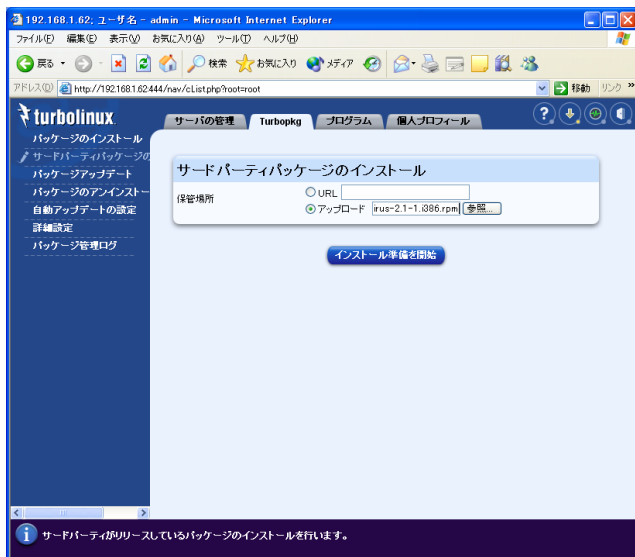 192.168.1.62; ユーザ名 - admin - Microsoft Internet Explorer
ファイル(F) 編集(E) 表示(V) お気に入り(A) ツール(T) ヘルプ(H)
戻る 検索 お気に入り メディア
アドレス(D) http://192.168.1.62:444/nav/cList.php?root=root 移動 リンク »
turbolinux
サーバの管理 Turbopkg プログラム 個人プロフィール
パッケージのインストール
サードパーティパッケージの
パッケージアップデート
パッケージのアンインストー
自動アップデートの設定
詳細設定
パッケージ管理ログ
サードパーティパッケージのインストール
保管場所
URL
アップロード irus-2.1-1.i386.rpm 参照...
インストール準備を開始
サードパーティがリリースしているパッケージのインストールを行います。